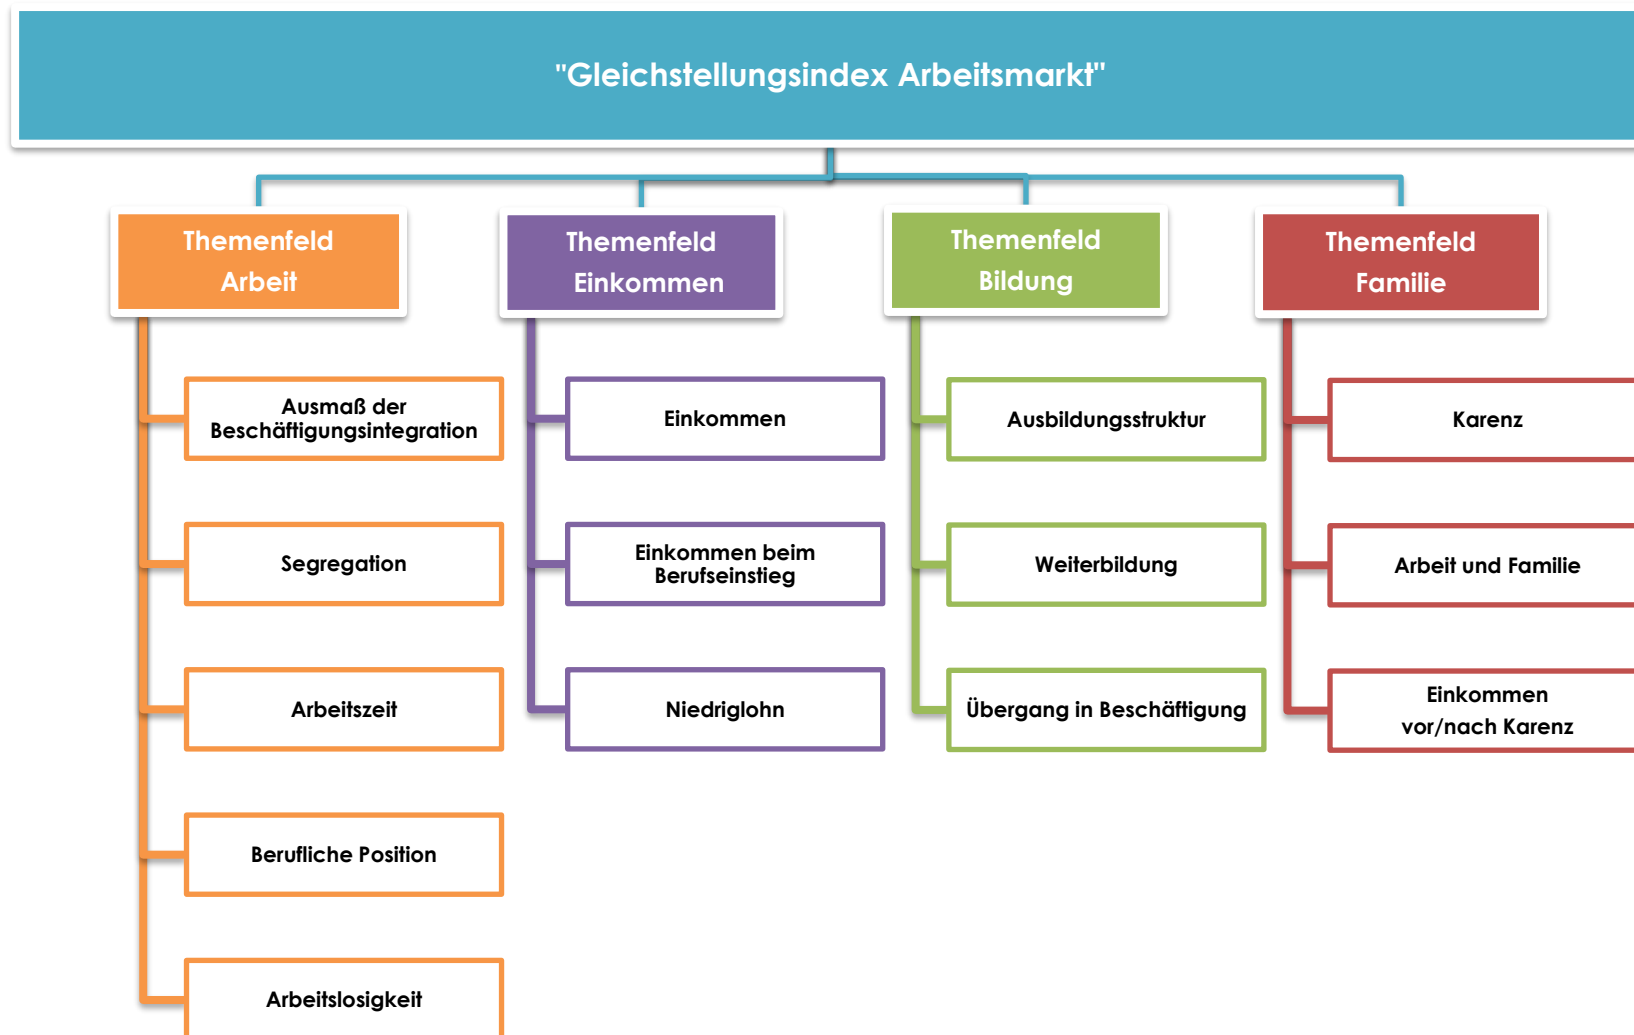 "Gleichstellungsindex Arbeitsmarkt"
Themenfeld
Arbeit
Ausmaß der
Beschäftigungsintegration
Segregation
Arbeitszeit
Berufliche Position
Arbeitslosigkeit
Themenfeld
Einkommen
Einkommen
Einkommen beim
Berufseinstieg
Niedriglohn
Themenfeld
Bildung
Ausbildungsstruktur
Weiterbildung
Übergang in Beschäftigung
Themenfeld
Familie
Karenz
Arbeit und Familie
Einkommen
vor/nach Karenz